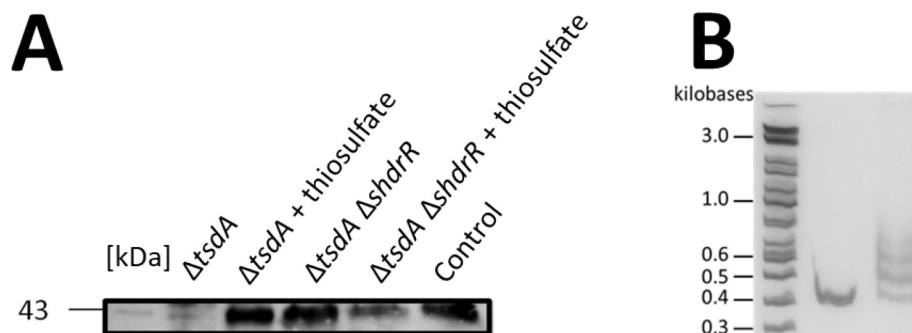 A
[kDa]
ΔtsdA
ΔtsdA + thiosulfate
ΔtsdA ΔshdrR
ΔtsdA ΔshdrR + thiosulfate
Control
43
B
kilobases
3.0
1.0
0.6
0.5
0.4
0.3